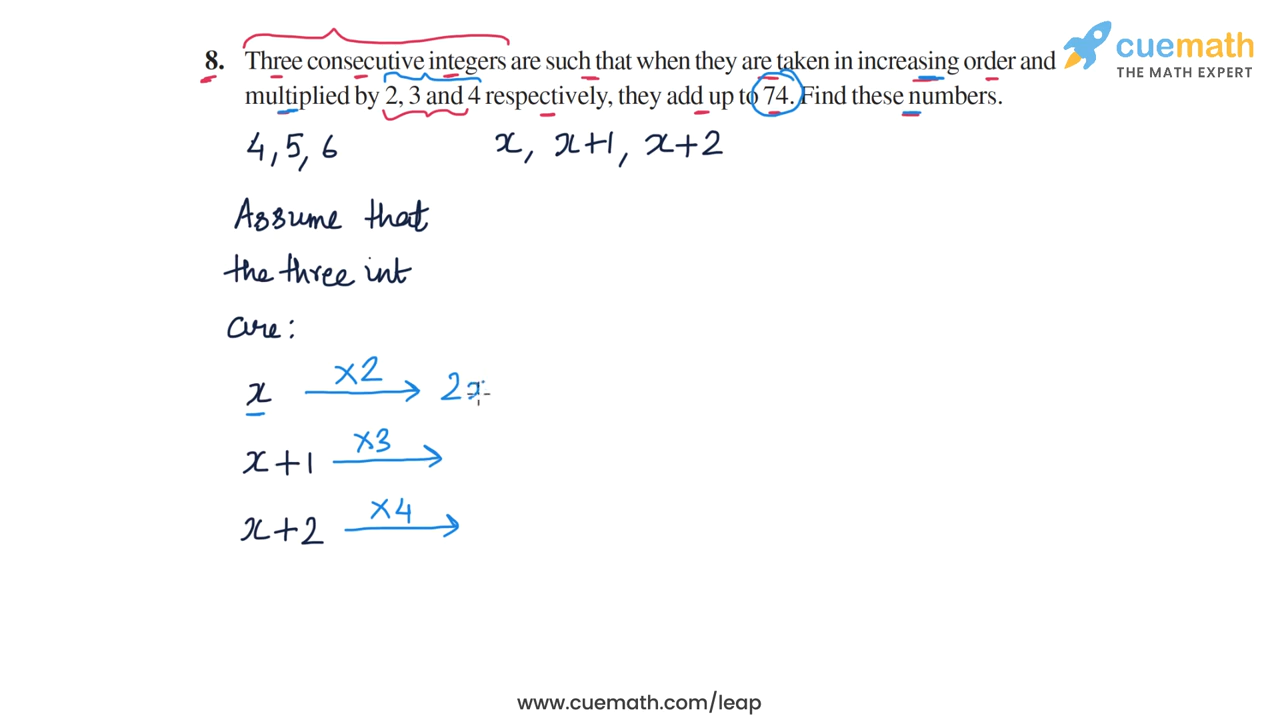 cuemath
THE MATH EXPERT
8. Three consecutive integers are such that when they are taken in increasing order and
multiplied by 2, 3 and 4 respectively, they add up to 74. Find these numbers.
4, 5, 6
x, x+1, x+2
Assume that
the three int
are:
x ×2 2x
x+1 ×3
x+2 ×4
www.cuemath.com/leap